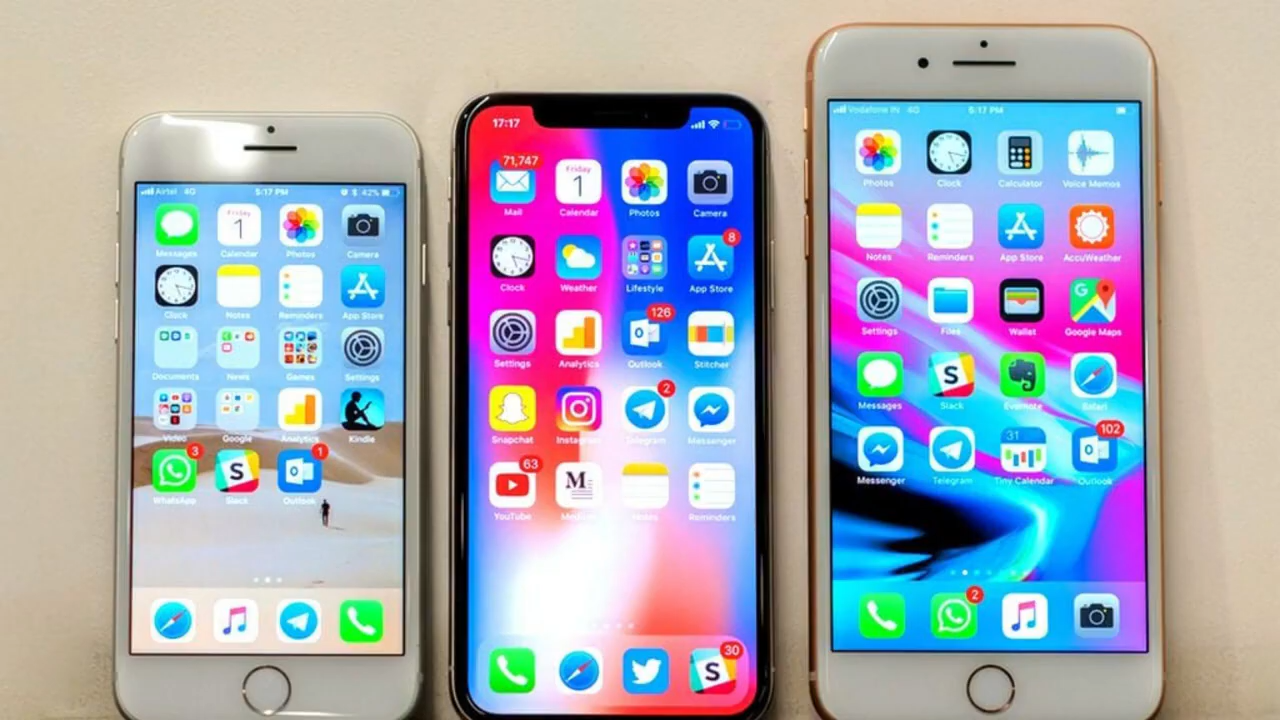 Airtel 4G 5:17 PM 42%
Friday
1
Messages Calendar Photos Camera
Clock Notes Reminders App Store
Documents News Games Settings
Video Google Analytics Kindle
3 S 1
WhatsApp Slack Outlook
17:17
71,747 Friday
1
Mail Calendar Photos Camera
8
Clock Weather Lifestyle App Store
126
Settings Analytics Outlook Stitcher
2
Snapchat Instagram Telegram Messenger
63 M
YouTube Medium Notes Reminders
S 30
Vodafone IN 4G 5:17 PM
Photos Clock Calculator Voice Memos
Notes Reminders App Store AccuWeather
G
Settings Files Wallet Google Maps
S
Messages Slack Evernote Safari
31 102
Messenger Telegram Tiny Calendar Outlook
2